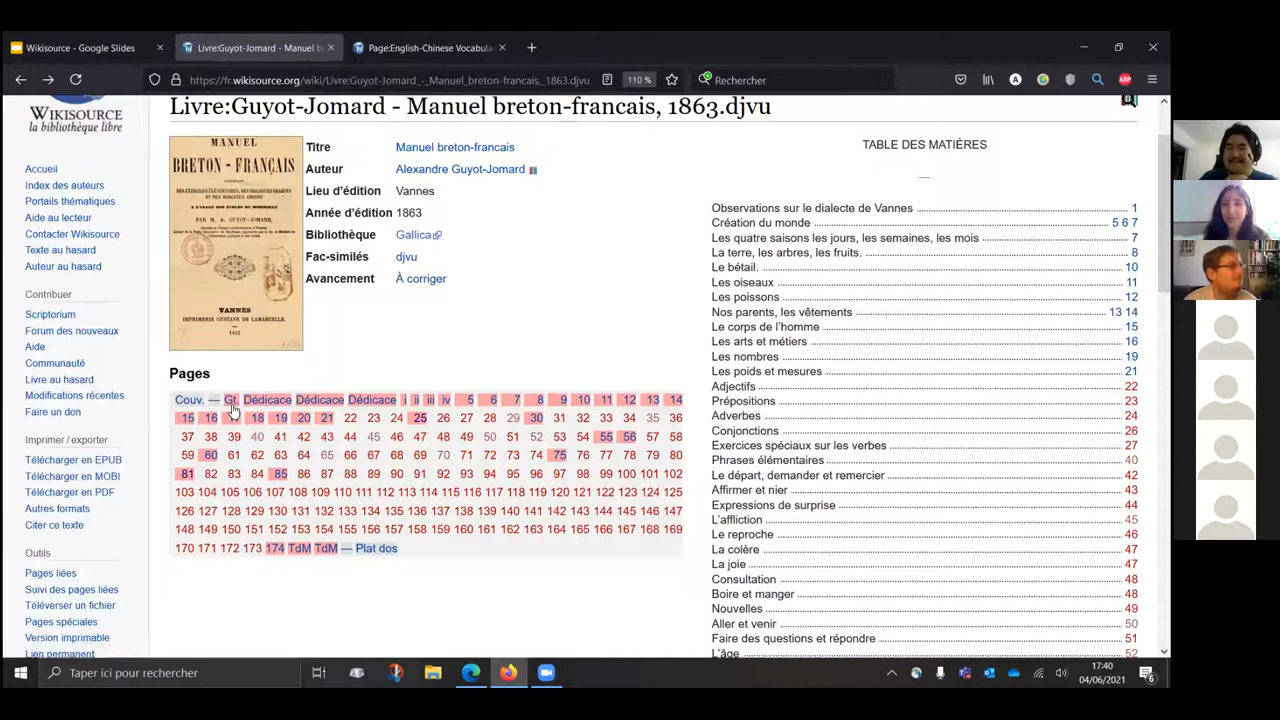 Wikisource - Google Slides
Livre:Guyot-Jomard - Manuel b
Page:English-Chinese Vocabula
https://fr.wikisource.org/wiki/Livre:Guyot-Jomard_-_Manuel_breton-francais,_1863.djvu
110 %
Rechercher
WIKISOURCE
la bibliothèque libre
Accueil
Index des auteurs
Portails thématiques
Aide au lecteur
Contacter Wikisource
Texte au hasard
Auteur au hasard
Contribuer
Scriptorium
Forum des nouveaux
Aide
Communauté
Livre au hasard
Modifications récentes
Faire un don
Imprimer / exporter
Télécharger en EPUB
Télécharger en MOBI
Télécharger en PDF
Autres formats
Citer ce texte
Outils
Pages liées
Suivi des pages liées
Téléverser un fichier
Pages spéciales
Version imprimable
Lien permanent
Livre:Guyot-Jomard - Manuel breton-francais, 1863.djvu
MANUEL
BRETON - FRANÇAIS
PAR M. A. GUYOT-JOMARD,
VANNES
IMPRIMERIE GUSTAVE DE LAMARZELLE.
Titre Manuel breton-francais
Auteur Alexandre Guyot-Jomard
Lieu d’édition Vannes
Année d’édition 1863
Bibliothèque Gallica
Fac-similés djvu
Avancement À corriger
Pages
Couv. — Gt. Dédicace Dédicace Dédicace i ii iii iv 5 6 7 8 9 10 11 12 13 14
15 16 18 19 20 21 22 23 24 25 26 27 28 29 30 31 32 33 34 35 36
37 38 39 40 41 42 43 44 45 46 47 48 49 50 51 52 53 54 55 56 57 58
59 60 61 62 63 64 65 66 67 68 69 70 71 72 73 74 75 76 77 78 79 80
81 82 83 84 85 86 87 88 89 90 91 92 93 94 95 96 97 98 99 100 101 102
103 104 105 106 107 108 109 110 111 112 113 114 115 116 117 118 119 120 121 122 123 124 125
126 127 128 129 130 131 132 133 134 135 136 137 138 139 140 141 142 143 144 145 146 147
148 149 150 151 152 153 154 155 156 157 158 159 160 161 162 163 164 165 166 167 168 169
170 171 172 173 174 TdM TdM — Plat dos
TABLE DES MATIÈRES
Observations sur le dialecte de Vannes 1
Création du monde 5 6 7
Les quatre saisons les jours, les semaines, les mois 7
La terre, les arbres, les fruits. 8
Le bétail. 10
Les oiseaux 11
Les poissons 12
Nos parents, les vêtements 13 14
Le corps de l’homme 15
Les arts et métiers 16
Les nombres 19
Les poids et mesures 21
Adjectifs 22
Prépositions 23
Adverbes 24
Conjonctions 26
Exercices spéciaux sur les verbes 27
Phrases élémentaires 40
Le départ, demander et remercier 42
Affirmer et nier 43
Expressions de surprise 44
L’affliction 45
Le reproche 46
La colère 47
La joie 47
Consultation 48
Boire et manger 48
Nouvelles 49
Aller et venir 50
Faire des questions et répondre 51
L’âge 52
Taper ici pour rechercher
17:40
04/06/2021
6